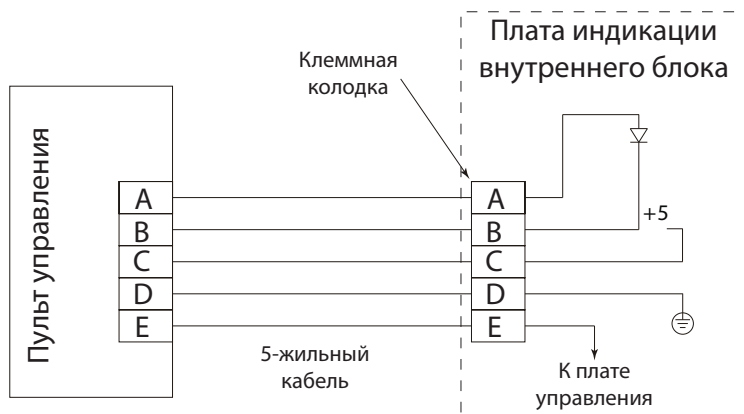 Плата индикации
внутреннего блока
Клеммная
колодка
Пульт управления
A
B
C
D
E
A
B
C
D
E
+5
5-жильный
кабель
К плате
управления